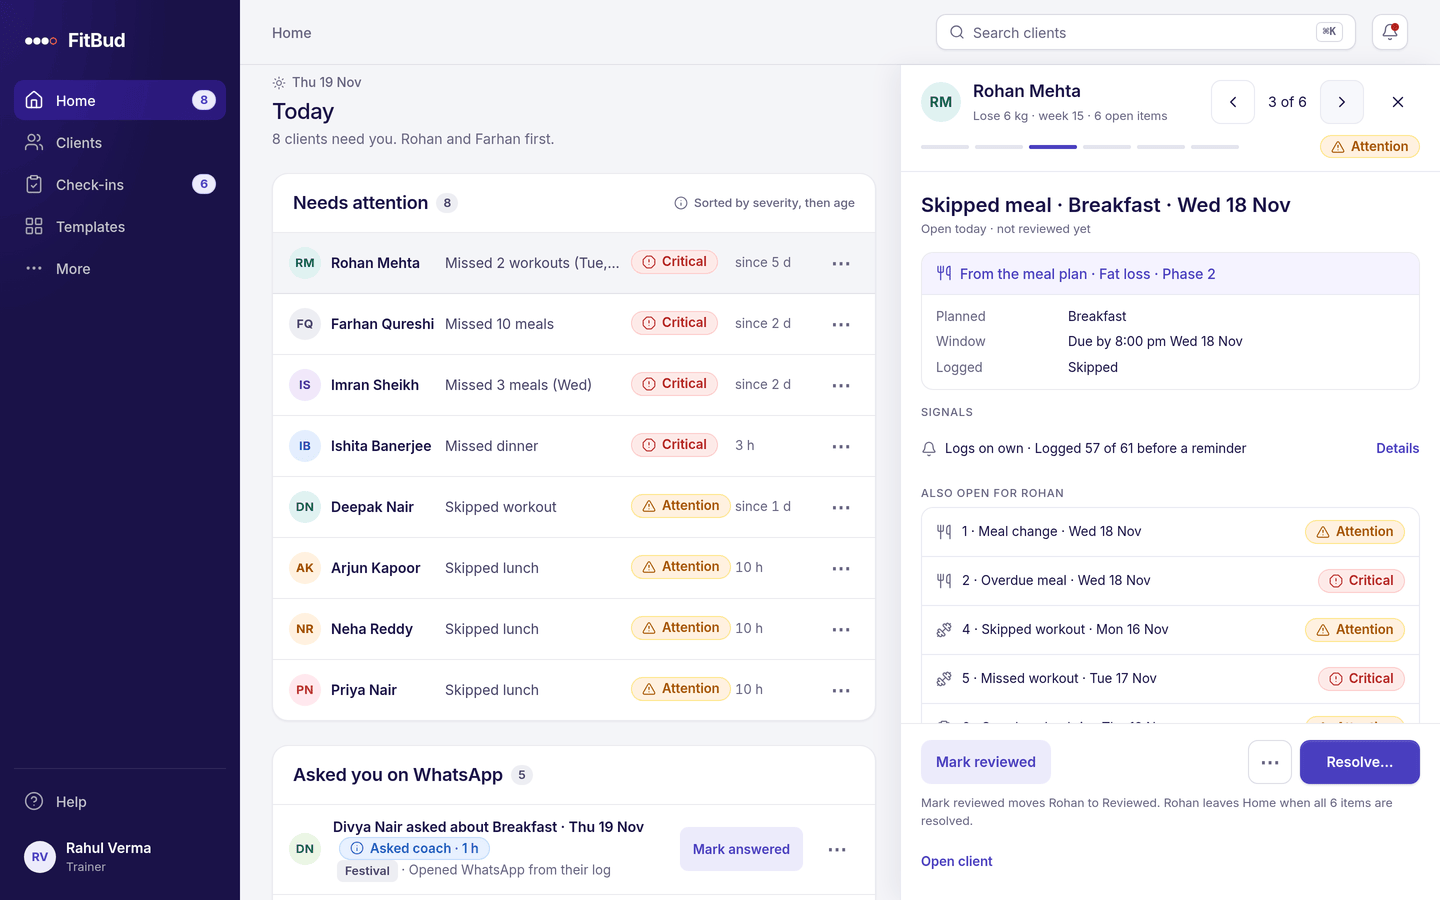 FitBud
Home 8
Clients
Check-ins 6
Templates
More
Help
RV Rahul Verma
Trainer
Home
Search clients ⌘K
Thu 19 Nov
Today
8 clients need you. Rohan and Farhan first.
Needs attention 8 Sorted by severity, then age
RM Rohan Mehta Missed 2 workouts (Tue,... Critical since 5 d
FQ Farhan Qureshi Missed 10 meals Critical since 2 d
IS Imran Sheikh Missed 3 meals (Wed) Critical since 2 d
IB Ishita Banerjee Missed dinner Critical 3 h
DN Deepak Nair Skipped workout Attention since 1 d
AK Arjun Kapoor Skipped lunch Attention 10 h
NR Neha Reddy Skipped lunch Attention 10 h
PN Priya Nair Skipped lunch Attention 10 h
Asked you on WhatsApp 5
DN Divya Nair asked about Breakfast · Thu 19 Nov
Asked coach · 1 h
Festival · Opened WhatsApp from their log
Mark answered
RM Rohan Mehta
Lose 6 kg · week 15 · 6 open items
3 of 6
Attention
Skipped meal · Breakfast · Wed 18 Nov
Open today · not reviewed yet
From the meal plan · Fat loss · Phase 2
Planned Breakfast
Window Due by 8:00 pm Wed 18 Nov
Logged Skipped
SIGNALS
Logs on own · Logged 57 of 61 before a reminder Details
ALSO OPEN FOR ROHAN
1 · Meal change · Wed 18 Nov Attention
2 · Overdue meal · Wed 18 Nov Critical
4 · Skipped workout · Mon 16 Nov Attention
5 · Missed workout · Tue 17 Nov Critical
Mark reviewed Resolve...
Mark reviewed moves Rohan to Reviewed. Rohan leaves Home when all 6 items are
resolved.
Open client